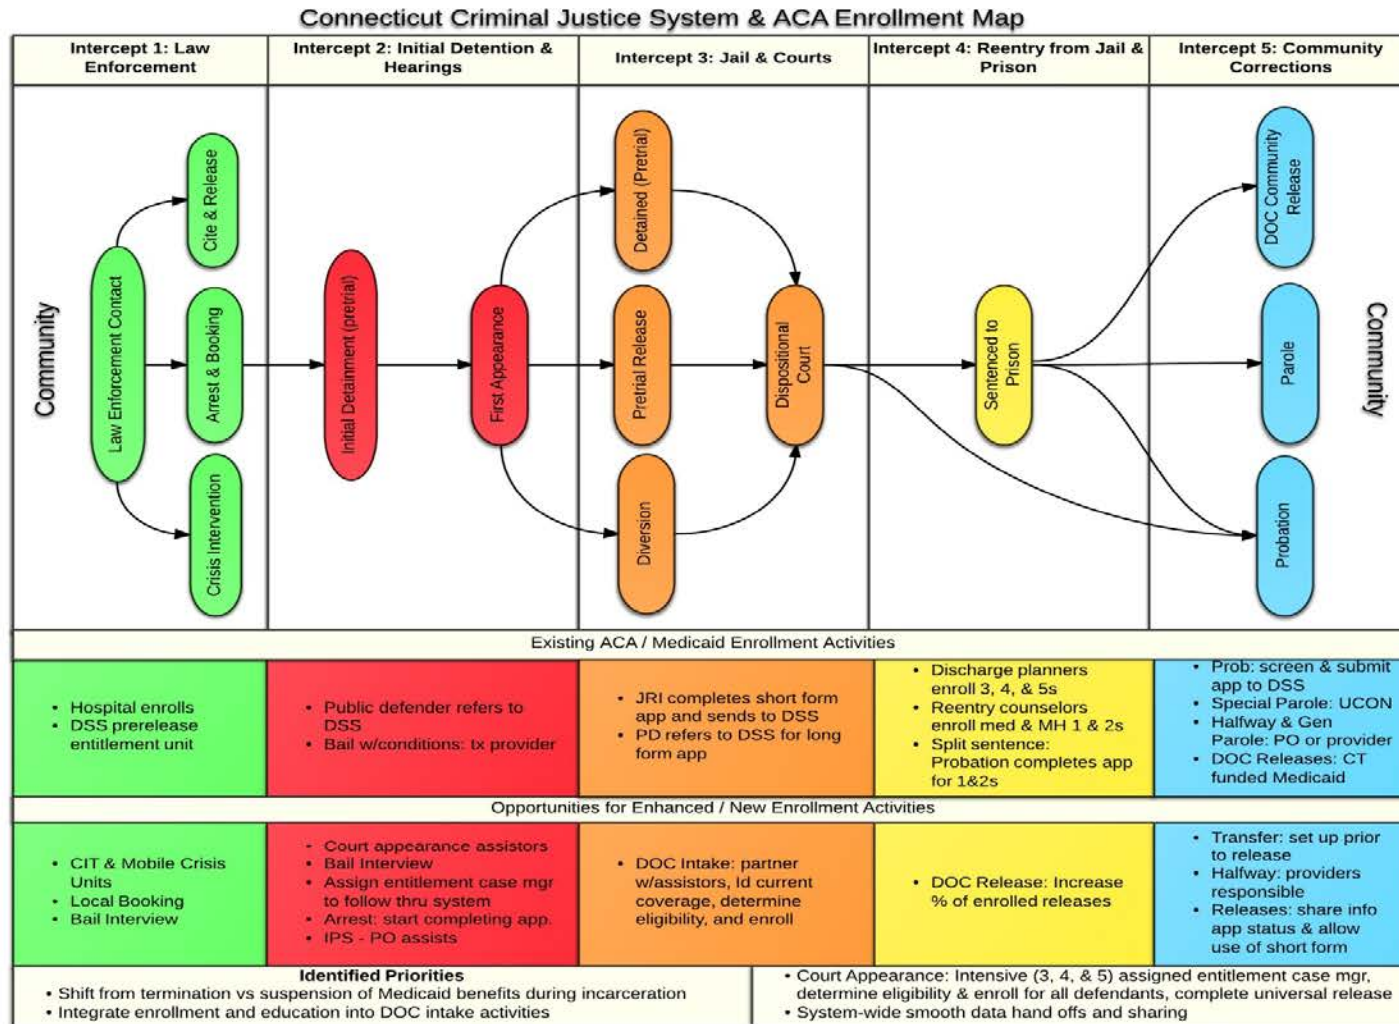 Connecticut Criminal Justice System & ACA Enrollment Map
Intercept 1: Law
Enforcement
Intercept 2: Initial Detention &
Hearings
Intercept 3: Jail & Courts
Intercept 4: Reentry from Jail &
Prison
Intercept 5: Community
Corrections
Community
Law Enforcement Contact
Cite & Release
Arrest & Booking
Crisis Intervention
Initial Detainment (pretrial)
First Appearance
Detained (Pretrial)
Pretrial Release
Diversion
Dispositional
Court
Sentenced to
Prison
DOC Community
Release
Parole
Probation
Community
Existing ACA / Medicaid Enrollment Activities
• Hospital enrolls
• DSS prerelease
entitlement unit
• Public defender refers to
DSS
• Bail w/conditions: tx provider
• JRI completes short form
app and sends to DSS
• PD refers to DSS for long
form app
• Discharge planners
enroll 3, 4, & 5s
• Reentry counselors
enroll med & MH 1 & 2s
• Split sentence:
Probation completes app
for 1&2s
• Prob: screen & submit
app to DSS
• Special Parole: UCON
• Halfway & Gen
Parole: PO or provider
• DOC Releases: CT
funded Medicaid
Opportunities for Enhanced / New Enrollment Activities
• CIT & Mobile Crisis
Units
• Local Booking
• Bail Interview
• Court appearance assistors
• Bail Interview
• Assign entitlement case mgr
to follow thru system
• Arrest: start completing app.
• IPS - PO assists
• DOC Intake: partner
w/assistors, Id current
coverage, determine
eligibility, and enroll
• DOC Release: Increase
% of enrolled releases
• Transfer: set up prior
to release
• Halfway: providers
responsible
• Releases: share info
app status & allow
use of short form
Identified Priorities
• Shift from termination vs suspension of Medicaid benefits during incarceration
• Integrate enrollment and education into DOC intake activities
• Court Appearance: Intensive (3, 4, & 5) assigned entitlement case mgr,
determine eligibility & enroll for all defendants, complete universal release
• System-wide smooth data hand offs and sharing